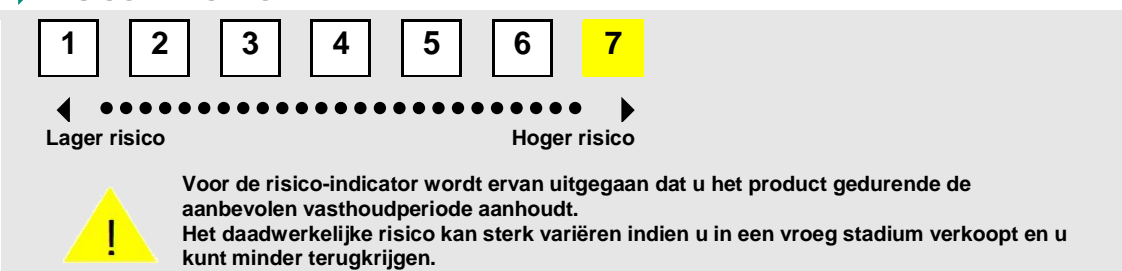 1 2 3 4 5 6 7
Lager risico Hoger risico
!
Voor de risico-indicator wordt ervan uitgegaan dat u het product gedurende de
aanbevolen vasthoudperiode aanhoudt.
Het daadwerkelijke risico kan sterk variëren indien u in een vroeg stadium verkoopt en u
kunt minder terugkrijgen.